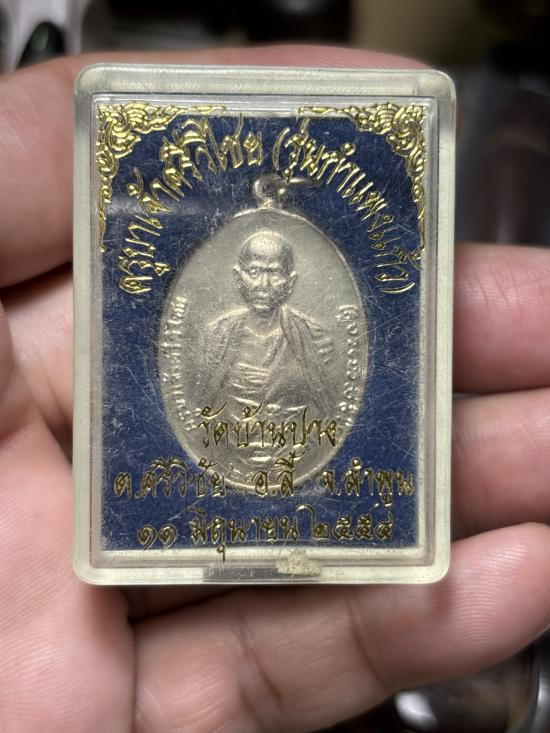 ครูบาเจ้าศรีวิไชย (รุ่นกำแพงแก้ว)
วัดบ้านปาง
ต.ศรีวิชัย อ.ลี้ จ.ลำพูน
๑๑ มิถุนายน ๒๕๕๔